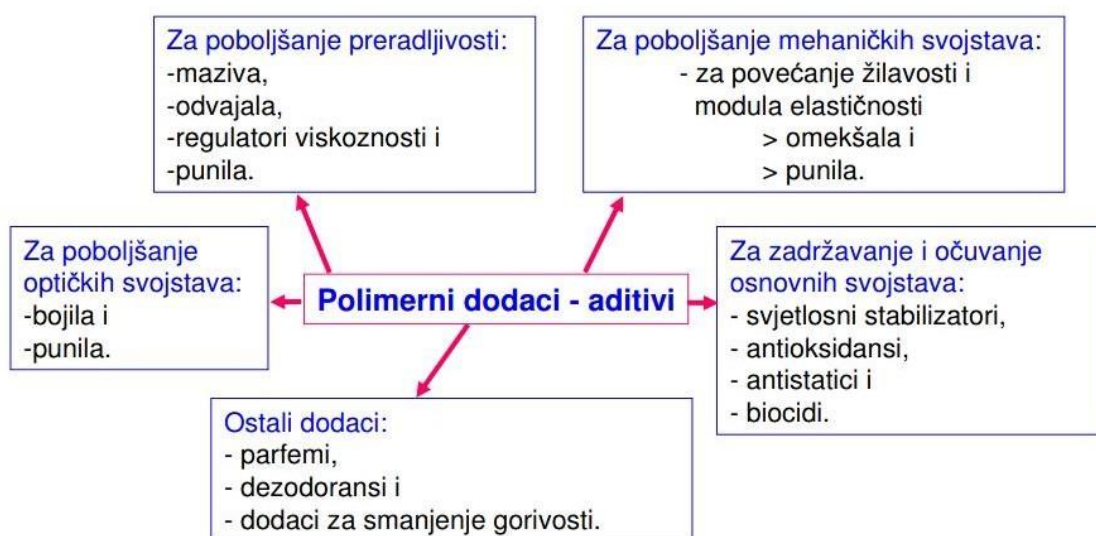 Za poboljšanje preradljivosti:
-maziva,
-odvajala,
-regulatori viskoznosti i
-punila.
Za poboljšanje mehaničkih svojstava:
- za povećanje žilavosti i
modula elastičnosti
> omekšala i
> punila.
Za poboljšanje
optičkih svojstava:
-bojila i
-punila.
Polimerni dodaci - aditivi
Za zadržavanje i očuvanje
osnovnih svojstava:
- svjetlosni stabilizatori,
- antioksidansi,
- antistatici i
- biocidi.
Ostali dodaci:
- parfemi,
- dezodoransi i
- dodaci za smanjenje gorivosti.